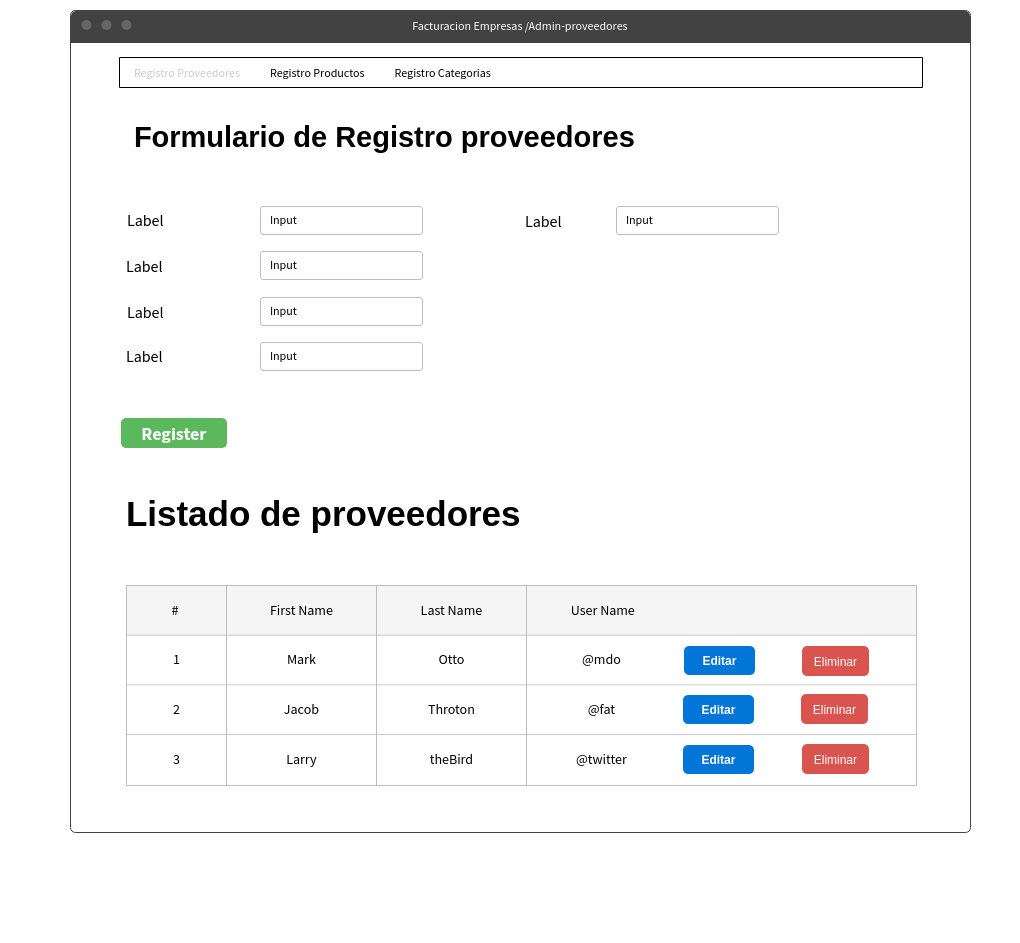 Facturacion Empresas /Admin-proveedores
Registro Proveedores Registro Productos Registro Categorias
Formulario de Registro proveedores
Label Input Label Input
Label Input
Label Input
Label Input
Register
Listado de proveedores
# First Name Last Name User Name
1 Mark Otto @mdo Editar Eliminar
2 Jacob Throton @fat Editar Eliminar
3 Larry theBird @twitter Editar Eliminar